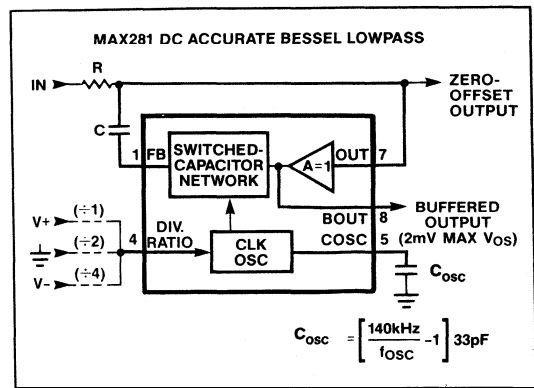 MAX281 DC ACCURATE BESSEL LOWPASS
IN
R
ZERO-
OFFSET
OUTPUT
C
1 FB
SWITCHED-
CAPACITOR
NETWORK
A=1
OUT 7
BOUT
8
BUFFERED
OUTPUT
(2mV MAX VOS)
V+ (÷1)
(÷2)
V- (÷4)
4
DIV.
RATIO
CLK
OSC
COSC 5
COSC
COSC = [ 140kHz / fOSC -1 ] 33pF